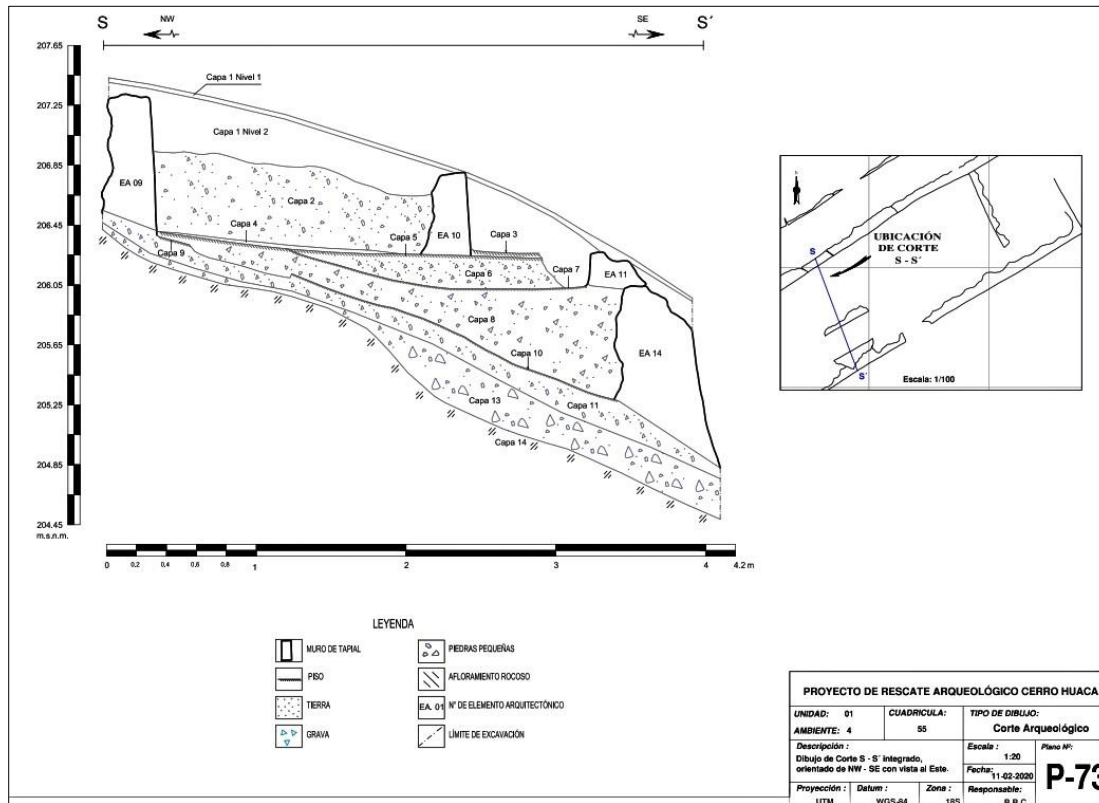 S
NW
SE
S´
207.65
207.25
206.85
206.45
206.05
205.65
205.25
204.85
204.45
m.s.n.m.
Capa 1 Nivel 1
Capa 1 Nivel 2
EA 09
Capa 2
Capa 4
Capa 5
EA 10
Capa 3
Capa 9
Capa 6
Capa 7
EA 11
Capa 8
Capa 10
EA 14
Capa 13
Capa 11
Capa 14
0 0,2 0,4 0,6 0,8 1 2 3 4 4.2 m
UBICACIÓN
DE CORTE
S - S´
S
S´
Escala: 1/100
LEYENDA
MURO DE TAPIAL
PISO
TIERRA
GRAVA
PIEDRAS PEQUEÑAS
AFLORAMIENTO ROCOSO
EA. 01 N° DE ELEMENTO ARQUITECTÓNICO
LÍMITE DE EXCAVACIÓN
PROYECTO DE RESCATE ARQUEOLÓGICO CERRO HUACA
UNIDAD: 01
AMBIENTE: 4
CUADRICULA:
55
TIPO DE DIBUJO:
Corte Arqueológico
Descripción :
Dibujo de Corte S - S´ integrado,
orientado de NW - SE con vista al Este.
Escala :
1:20
Fecha:
11-02-2020
Plano Nº:
P-73
Proyección :
UTM
Datum :
WGS-84
Zona :
18S
Responsable: